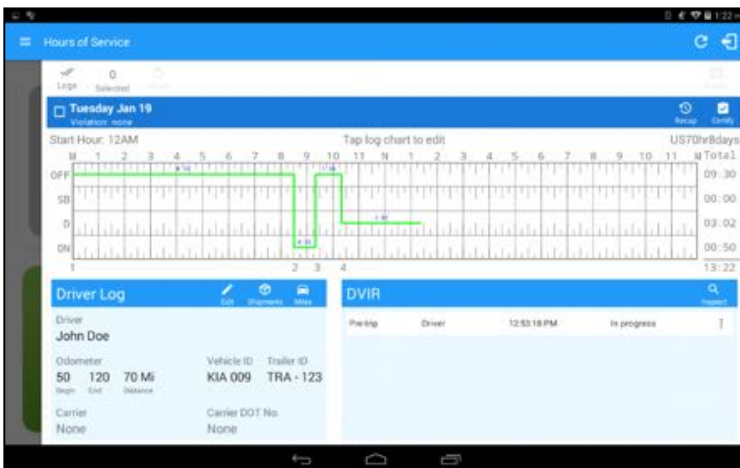 1:22
Hours of Service
Logs
0
Selected
Tuesday Jan 19
Violation: none
Recap
Certify
Start Hour: 12AM
Tap log chart to edit
US70hr8days
M 1 2 3 4 5 6 7 8 9 10 11 N 1 2 3 4 5 6 7 8 9 10 11 M Total
OFF 09:30
SB 00:00
D 03:02
ON 00:50
1 2 3 4 13:22
Driver Log
Edit
Shipments
Miles
DVIR
Inspect
Driver
John Doe
Pre-trip Driver 12:53:18 PM In progress
Odometer
50 120 70 Mi
Begin End Distance
Vehicle ID Trailer ID
KIA 009 TRA - 123
Carrier
None
Carrier DOT No.
None